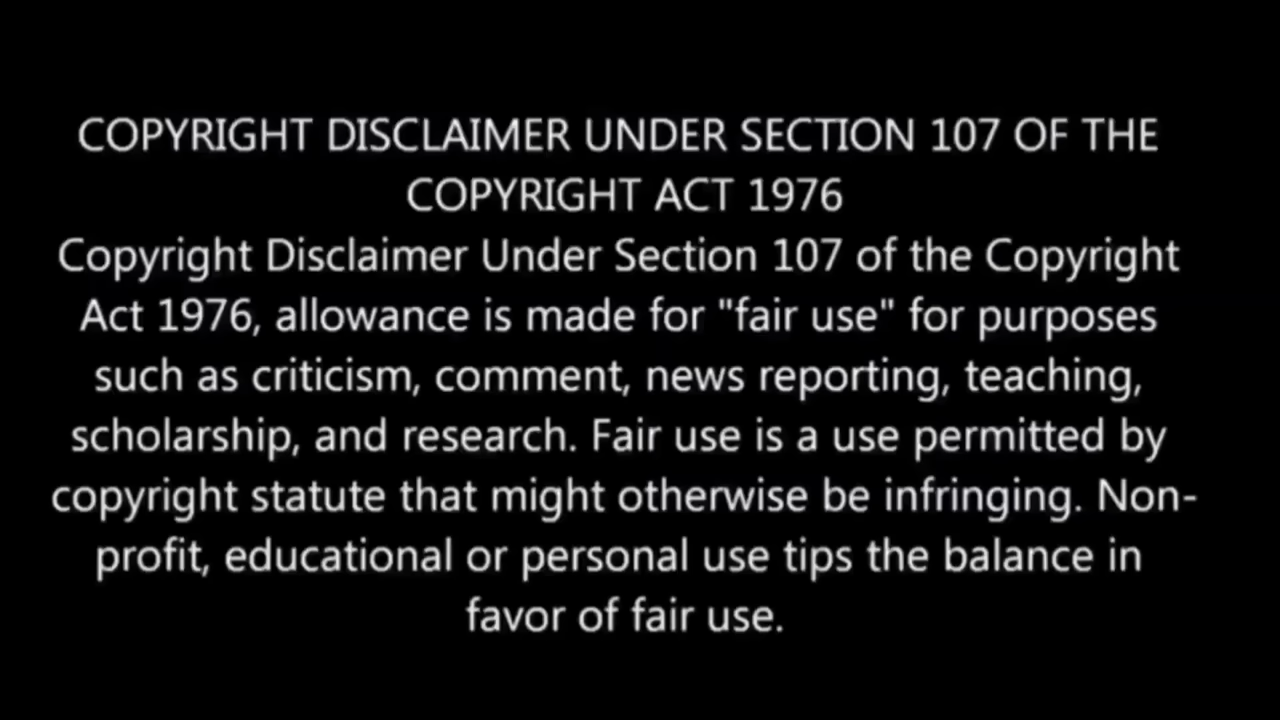 COPYRIGHT DISCLAIMER UNDER SECTION 107 OF THE
COPYRIGHT ACT 1976
Copyright Disclaimer Under Section 107 of the Copyright
Act 1976, allowance is made for "fair use" for purposes
such as criticism, comment, news reporting, teaching,
scholarship, and research. Fair use is a use permitted by
copyright statute that might otherwise be infringing. Non-
profit, educational or personal use tips the balance in
favor of fair use.